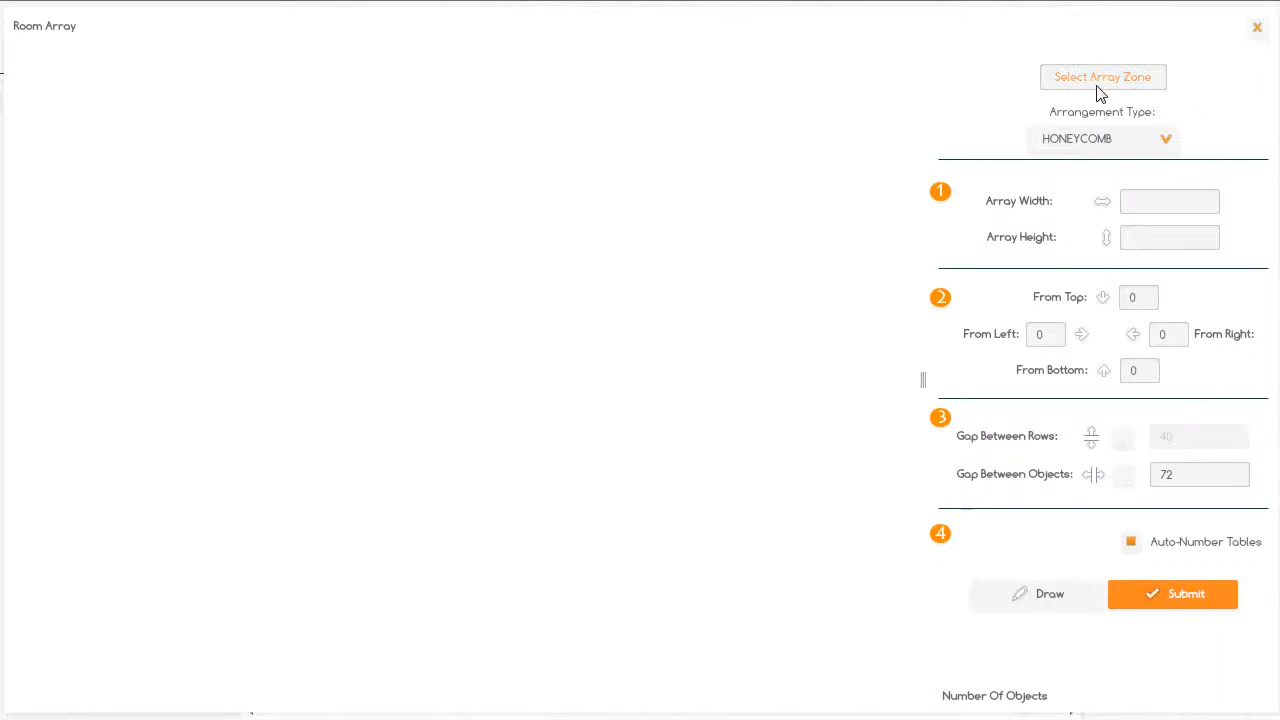 Room Array
X
Select Array Zone
Arrangement Type:
HONEYCOMB
1
Array Width:
Array Height:
2
From Top: 0
From Left: 0 0 From Right:
From Bottom: 0
3
Gap Between Rows: 40
Gap Between Objects: 72
4
Auto-Number Tables
Draw Submit
Number Of Objects